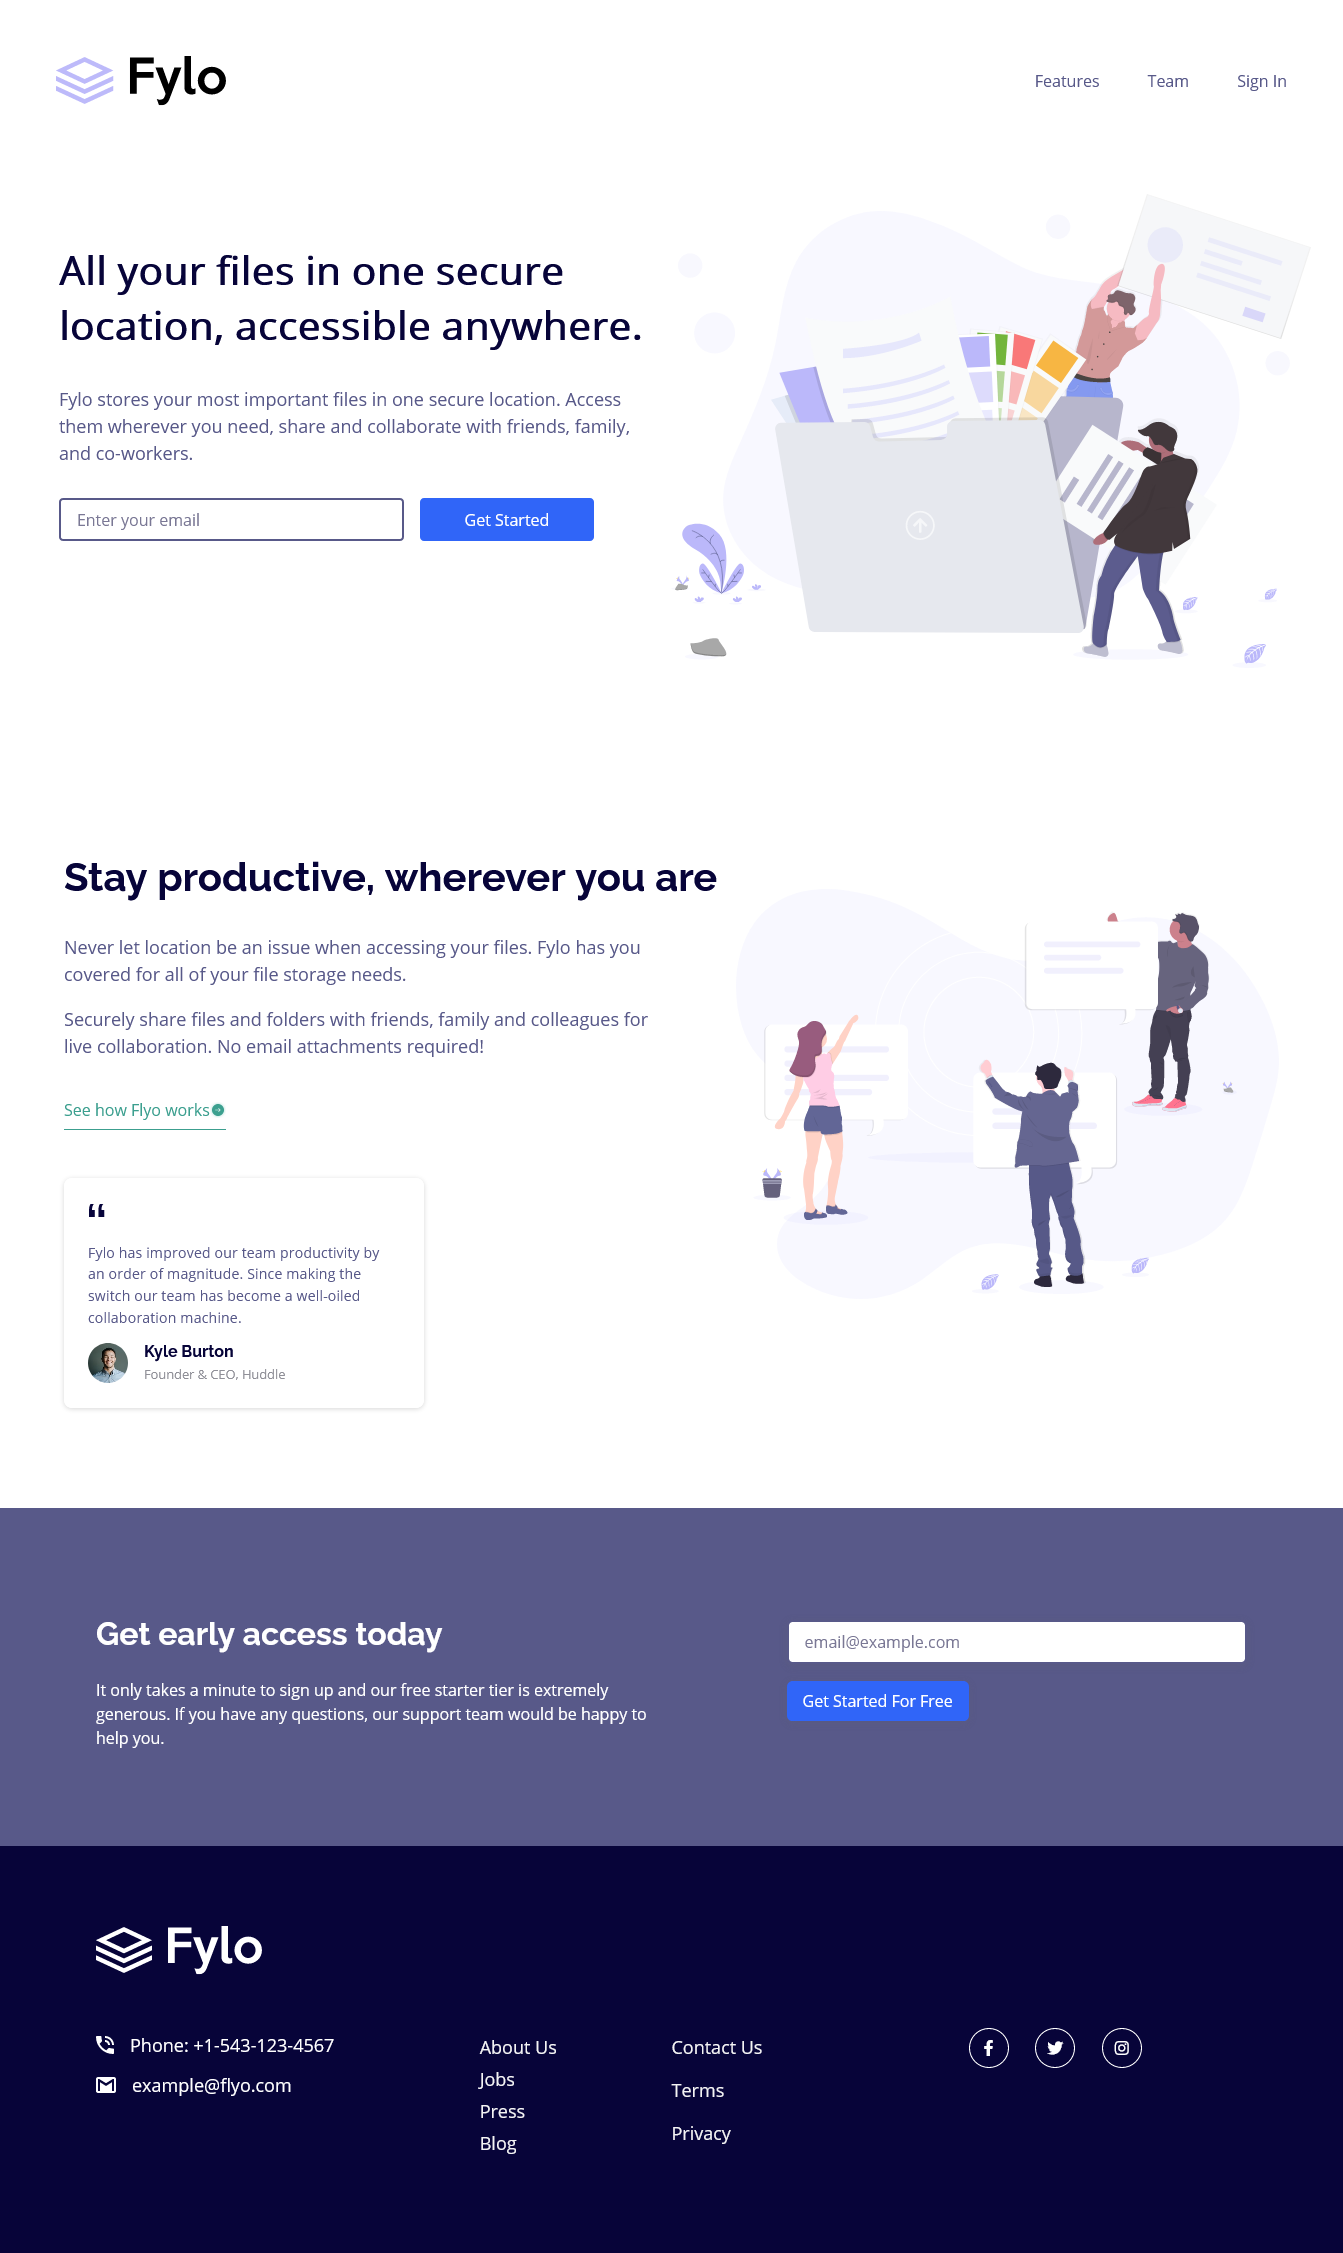 Fylo
Features
Team
Sign In
All your files in one secure
location, accessible anywhere.
Fylo stores your most important files in one secure location. Access
them wherever you need, share and collaborate with friends, family,
and co-workers.
Enter your email
Get Started
Stay productive, wherever you are
Never let location be an issue when accessing your files. Fylo has you
covered for all of your file storage needs.
Securely share files and folders with friends, family and colleagues for
live collaboration. No email attachments required!
See how Flyo works
“
Fylo has improved our team productivity by
an order of magnitude. Since making the
switch our team has become a well-oiled
collaboration machine.
Kyle Burton
Founder & CEO, Huddle
Get early access today
It only takes a minute to sign up and our free starter tier is extremely
generous. If you have any questions, our support team would be happy to
help you.
email@example.com
Get Started For Free
Fylo
Phone: +1-543-123-4567
example@flyo.com
About Us
Jobs
Press
Blog
Contact Us
Terms
Privacy